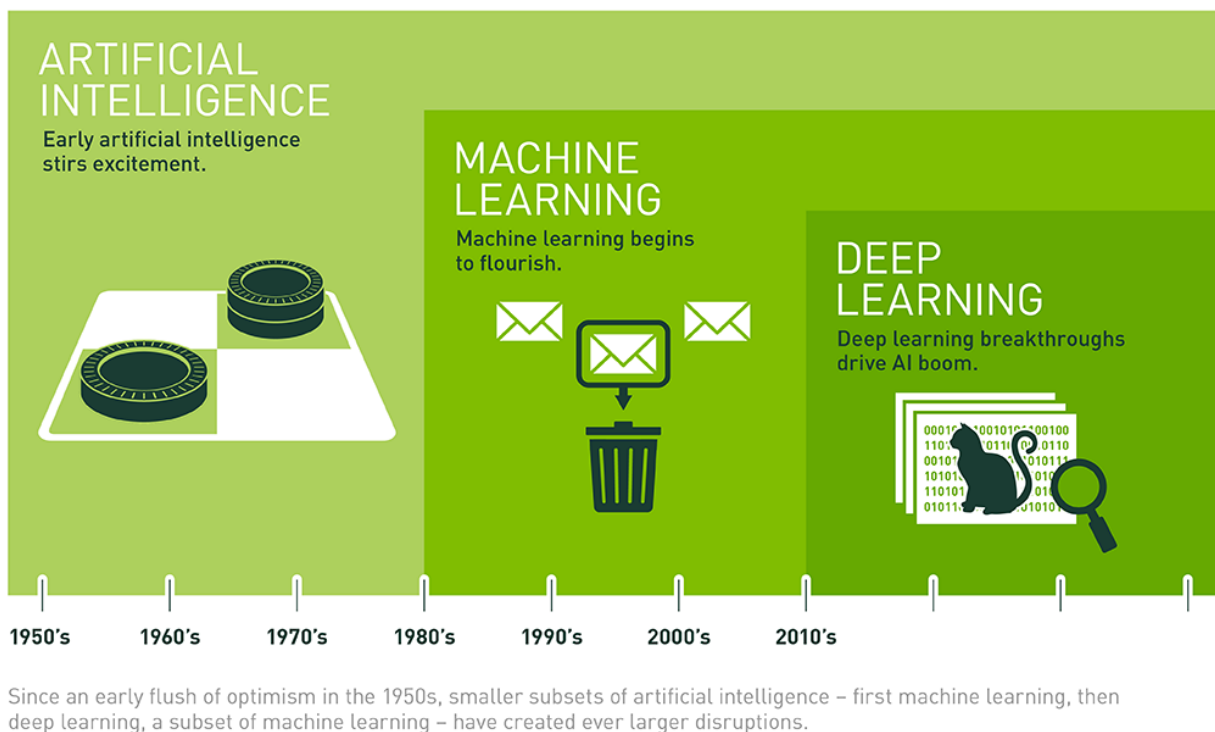 ARTIFICIAL
INTELLIGENCE
Early artificial intelligence
stirs excitement.
MACHINE
LEARNING
Machine learning begins
to flourish.
DEEP
LEARNING
Deep learning breakthroughs
drive AI boom.
1950's 1960's 1970's 1980's 1990's 2000's 2010's
Since an early flush of optimism in the 1950s, smaller subsets of artificial intelligence – first machine learning, then
deep learning, a subset of machine learning – have created ever larger disruptions.